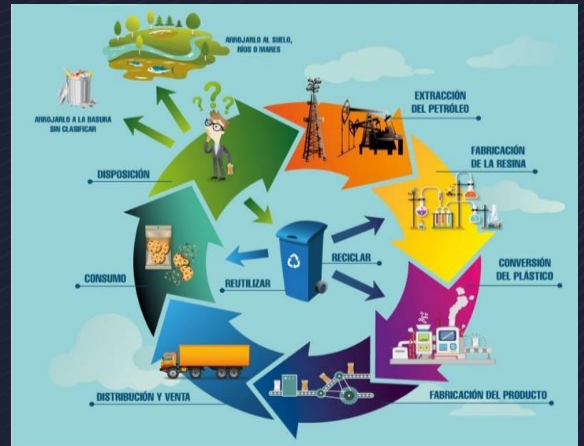 ARROJARLO AL SUELO,
RÍOS O MARES
ARROJARLO A LA BASURA
SIN CLASIFICAR
EXTRACCIÓN
DEL PETRÓLEO
FABRICACIÓN
DE LA RESINA
DISPOSICIÓN
CONVERSIÓN
DEL PLÁSTICO
RECICLAR
CONSUMO
REUTILIZAR
DISTRIBUCIÓN Y VENTA
FABRICACIÓN DEL PRODUCTO
???